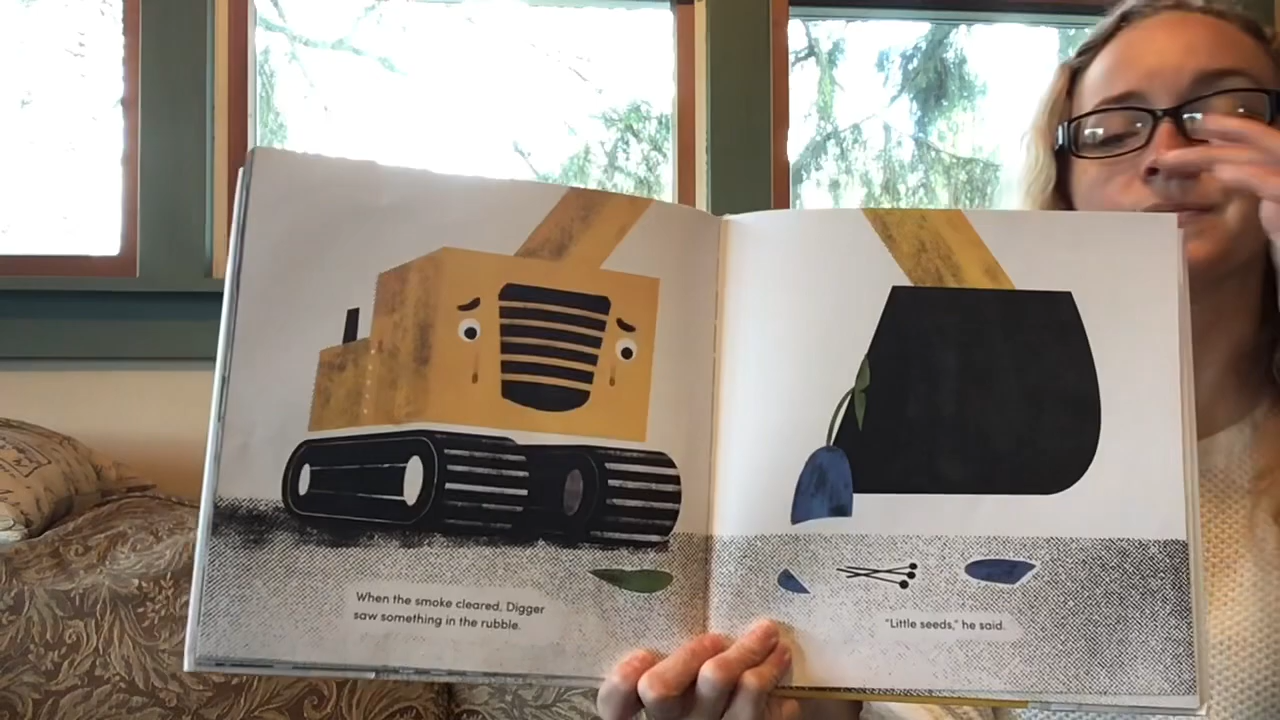 When the smoke cleared, Digger
saw something in the rubble.
"Little seeds," he said.